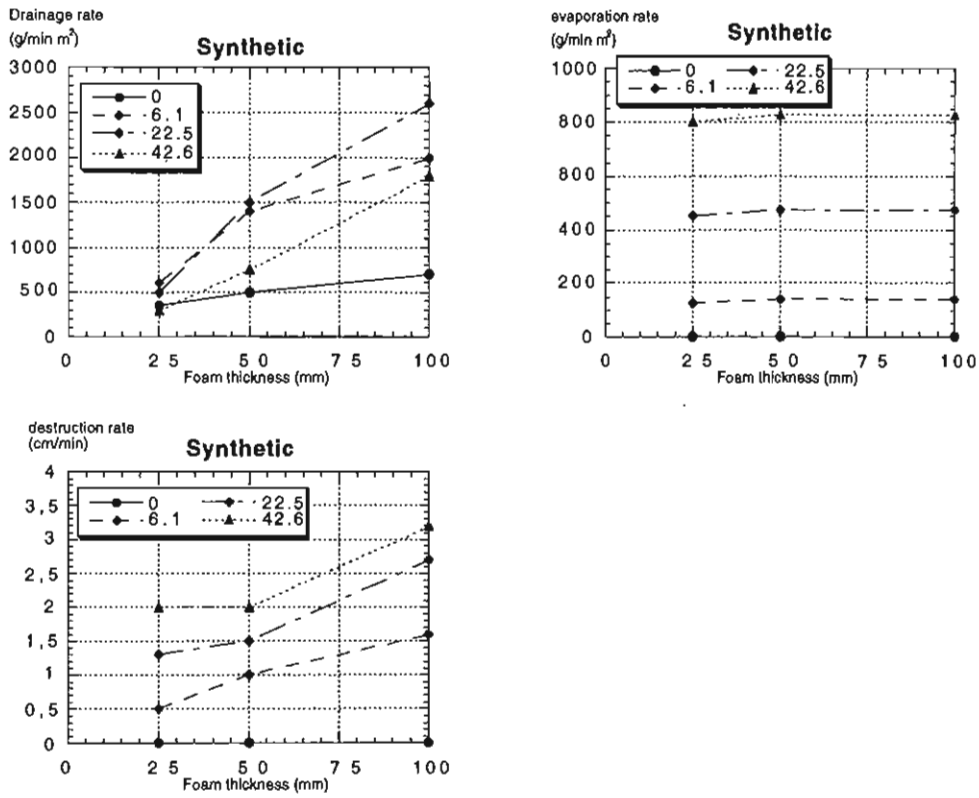 Drainage rate
(g/min m²)
Synthetic
3000
2500
2000
1500
1000
500
0
0
6.1
22.5
42.6
0 25 50 75 100
Foam thickness (mm)
evaporation rate
(g/min m²)
Synthetic
1000
800
600
400
200
0
0 22.5
6.1 42.6
0 25 50 75 100
Foam thickness (mm)
destruction rate
(cm/min)
Synthetic
4
3,5
3
2,5
2
1,5
1
0,5
0
0 22.5
6.1 42.6
0 25 50 75 100
Foam thickness (mm)